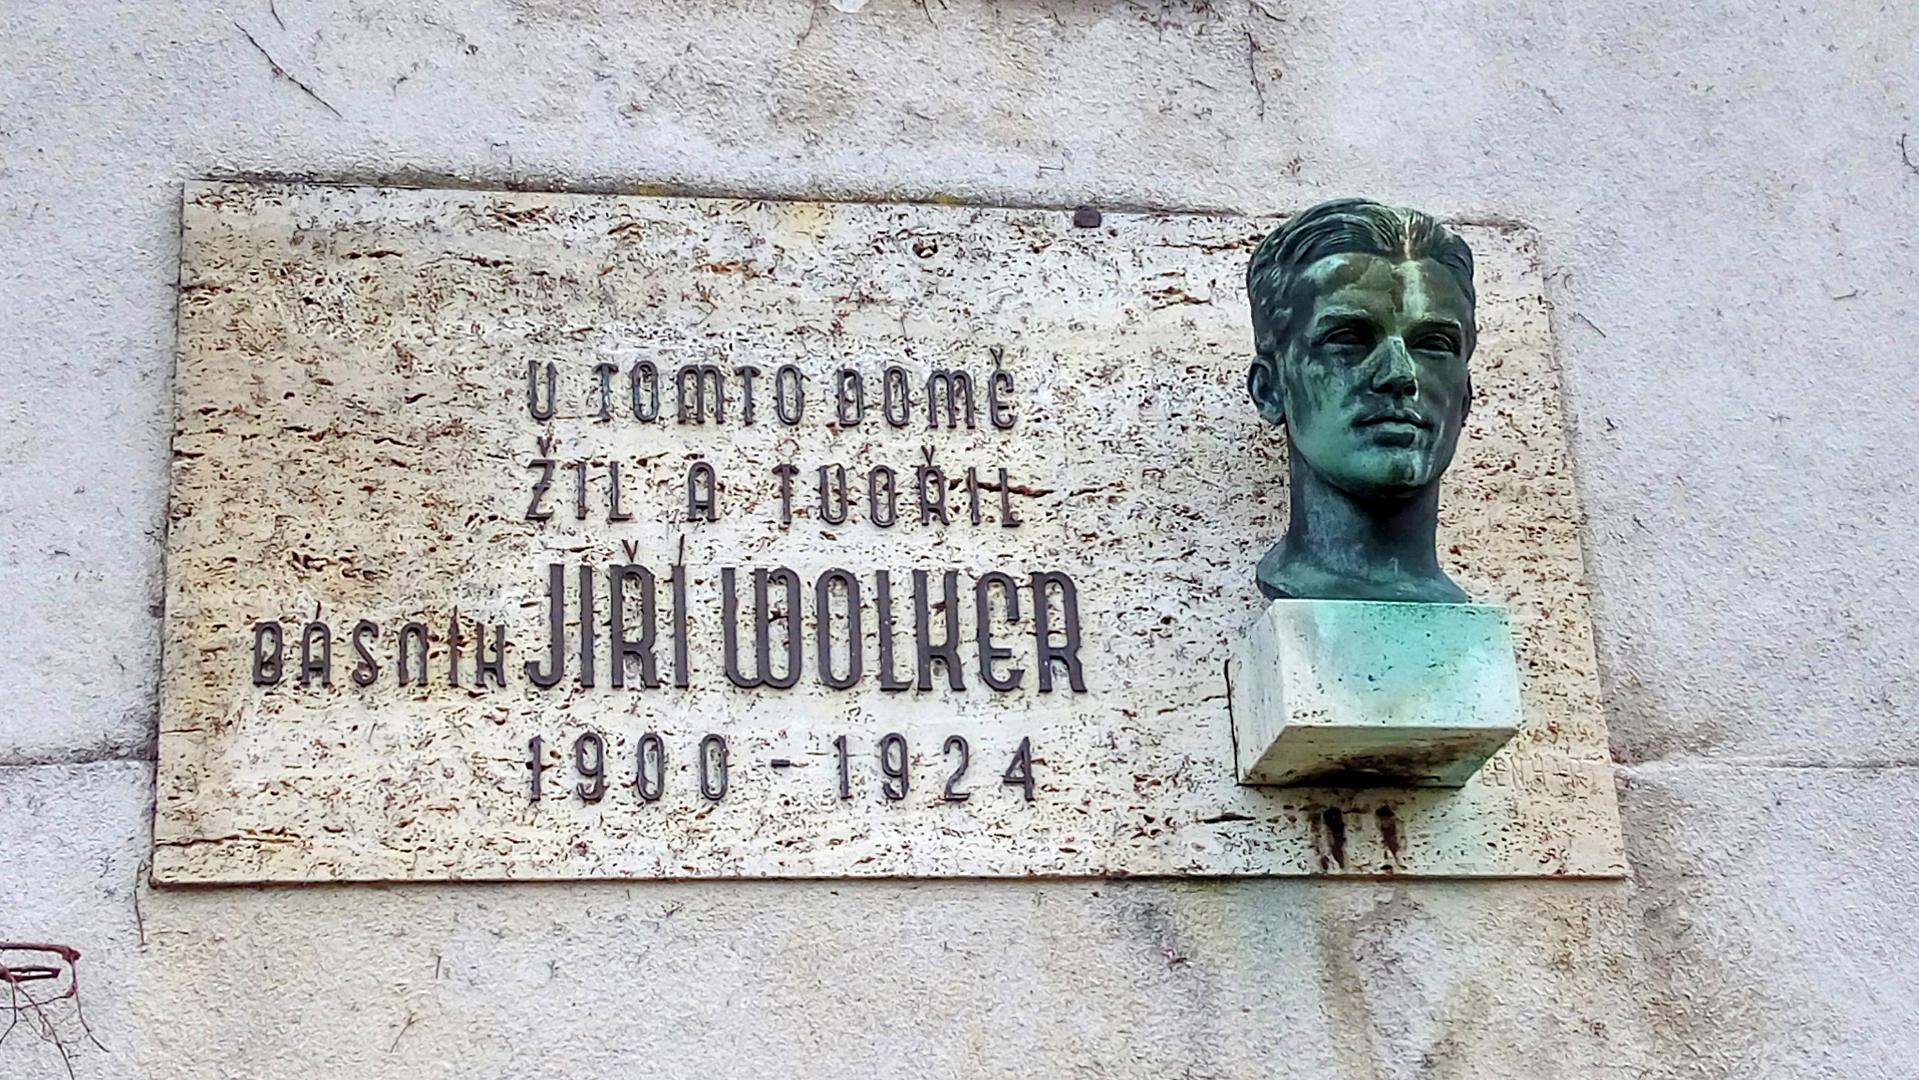 V TOMTO DOMĚ
ŽIL A TVOŘIL
BÁSNÍK JIŘÍ WOLKER
1900 - 1924